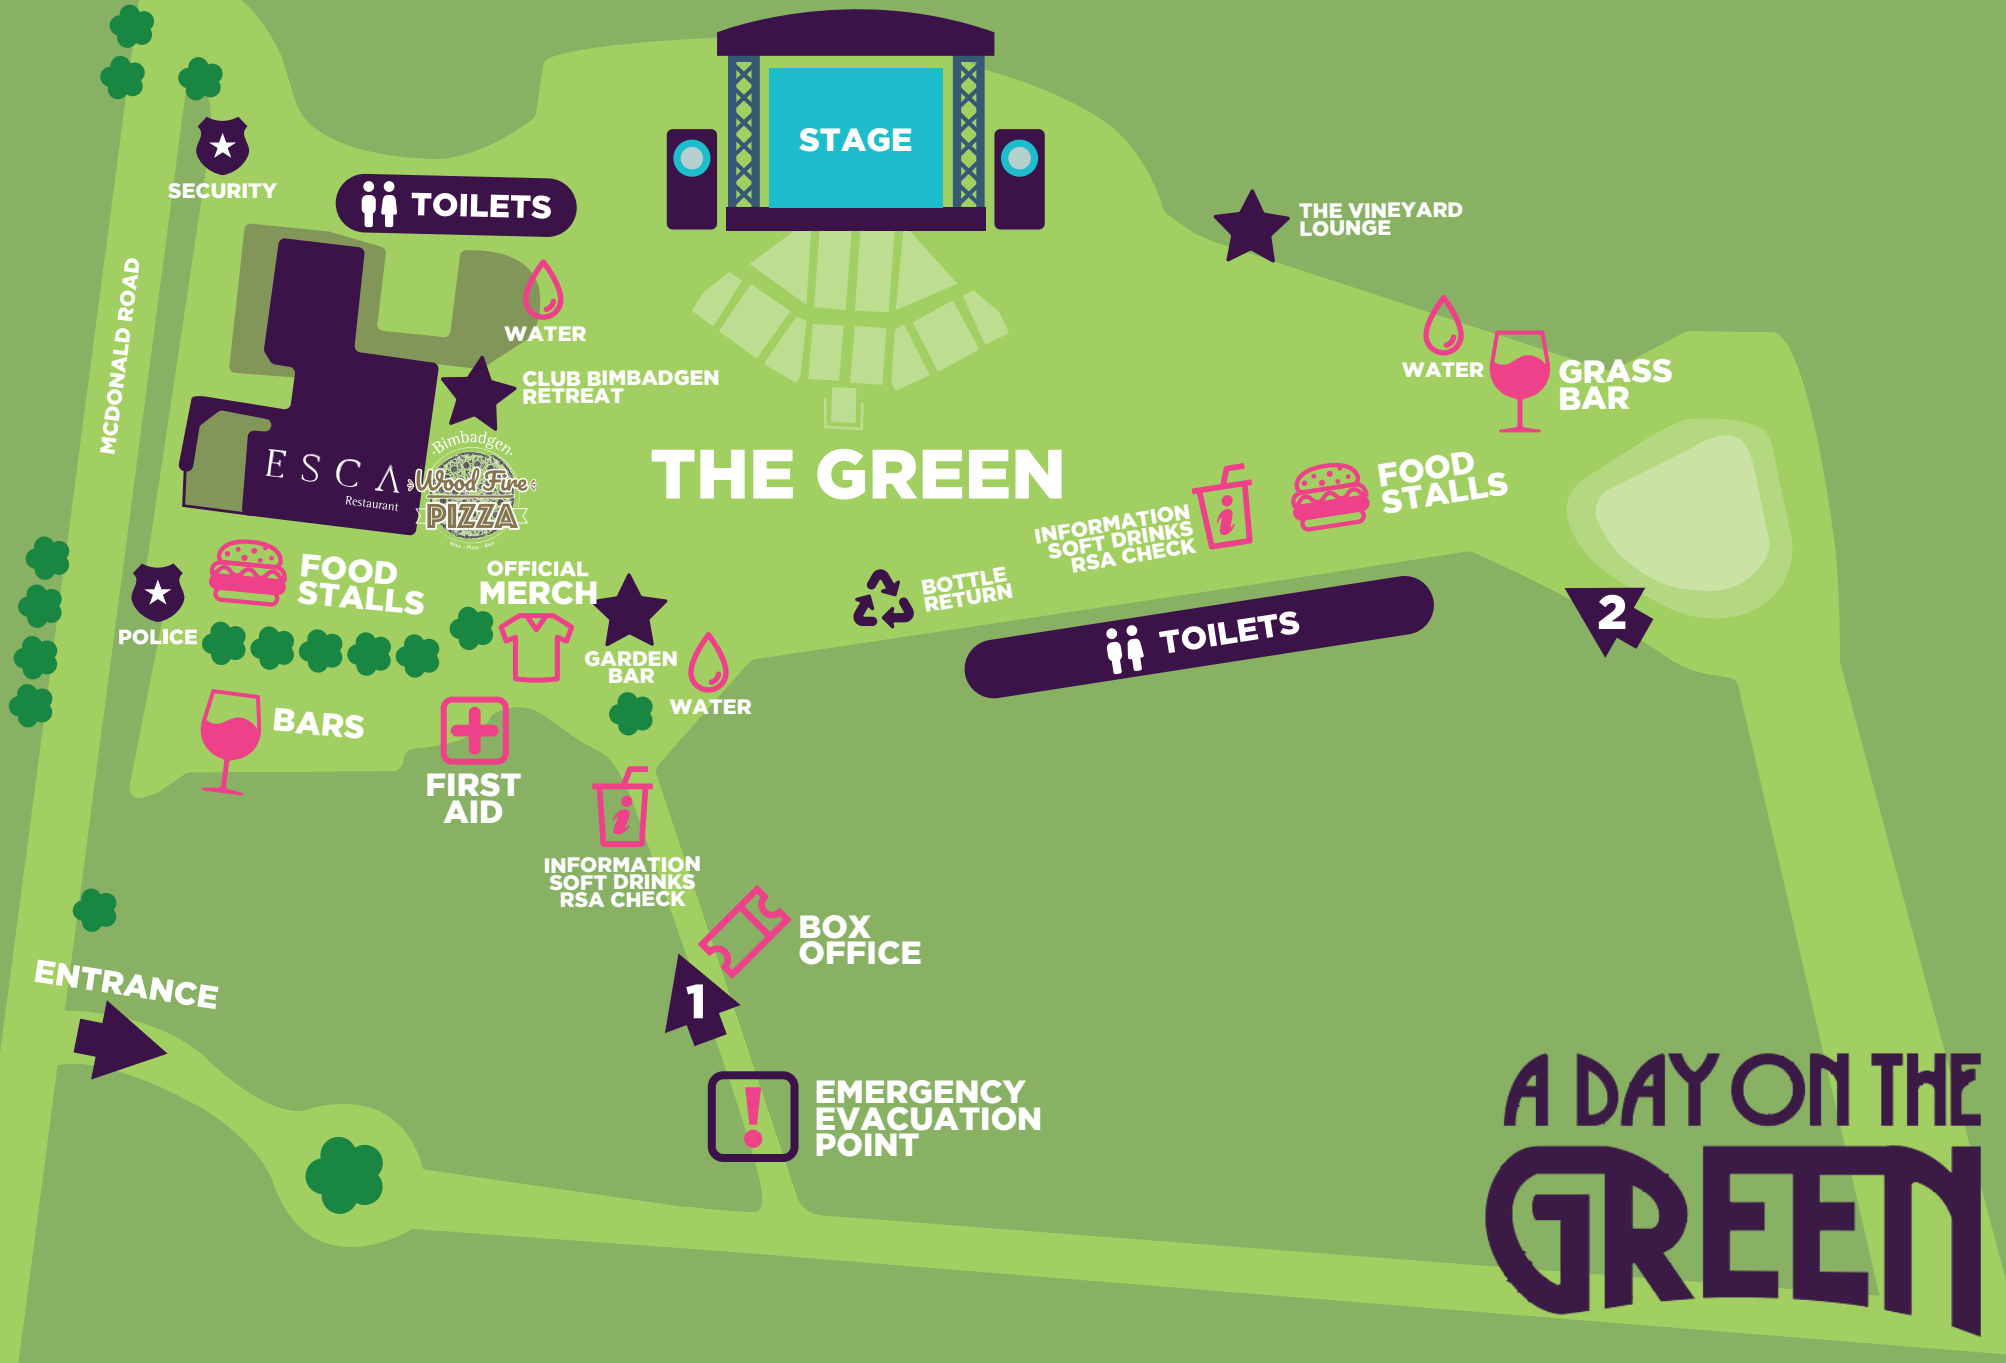 STAGE
SECURITY
TOILETS
THE VINEYARD
LOUNGE
MCDONALD ROAD
WATER
CLUB BIMBADGEN
RETREAT
WATER
GRASS
BAR
ESCA
Restaurant
Bimbadgen
Wood Fire
PIZZA
THE GREEN
FOOD
STALLS
INFORMATION
SOFT DRINKS
RSA CHECK
BOTTLE
RETURN
TOILETS
2
FOOD
STALLS
POLICE
OFFICIAL
MERCH
GARDEN
BAR
WATER
BARS
FIRST
AID
INFORMATION
SOFT DRINKS
RSA CHECK
BOX
OFFICE
1
ENTRANCE
EMERGENCY
EVACUATION
POINT
A DAY ON THE
GREEN